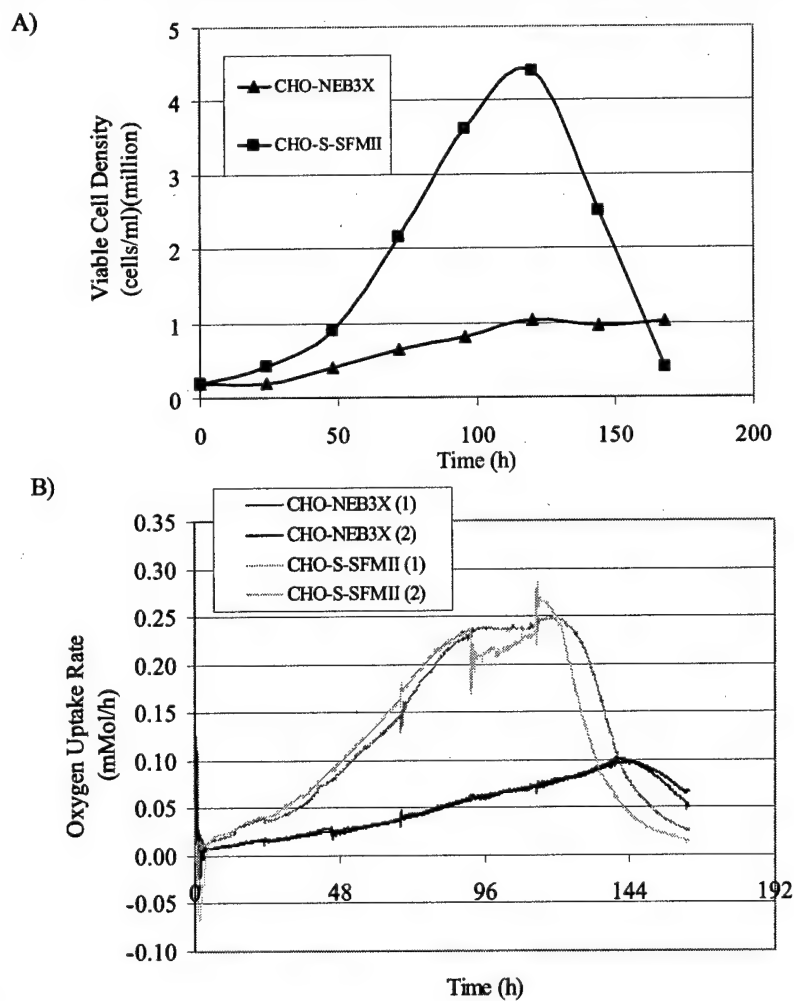 A)
5
4
3
2
1
0
Viable Cell Density
(cells/ml)(million)
CHO-NEB3X
CHO-S-SFMII
0 50 100 150 200
Time (h)
B)
CHO-NEB3X (1)
CHO-NEB3X (2)
CHO-S-SFMII (1)
CHO-S-SFMII (2)
0.35
0.30
0.25
0.20
0.15
0.10
0.05
0.00
-0.05
-0.10
Oxygen Uptake Rate
(mMol/h)
0 48 96 144 192
Time (h)